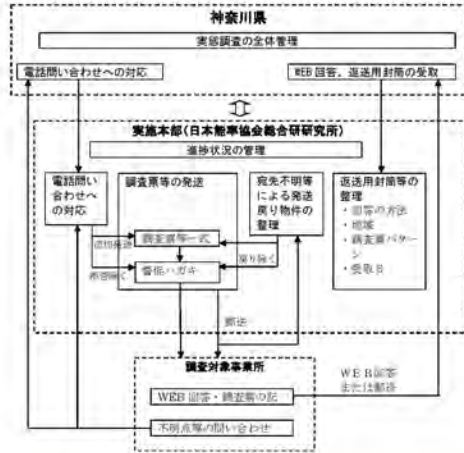 神奈川県
実態調査の全体管理
電話問い合わせへの対応
WEB回答、返送用封筒の受取
実施本部(日本能率協会総合研究所)
進捗状況の管理
電話問い
合わせへ
の対応
調査票等の発送
宛先不明等
による発送
戻り物件の
整理
返送用封筒等の
整理
・回答の方法
・地域
・調査票パター
ン
・受取日
追加発送
調査票等一式
戻り除く
督促ハガキ
郵送
調査対象事業所
WEB回答・調査票の記
不明点等の問い合わせ
WEB回答
または郵送